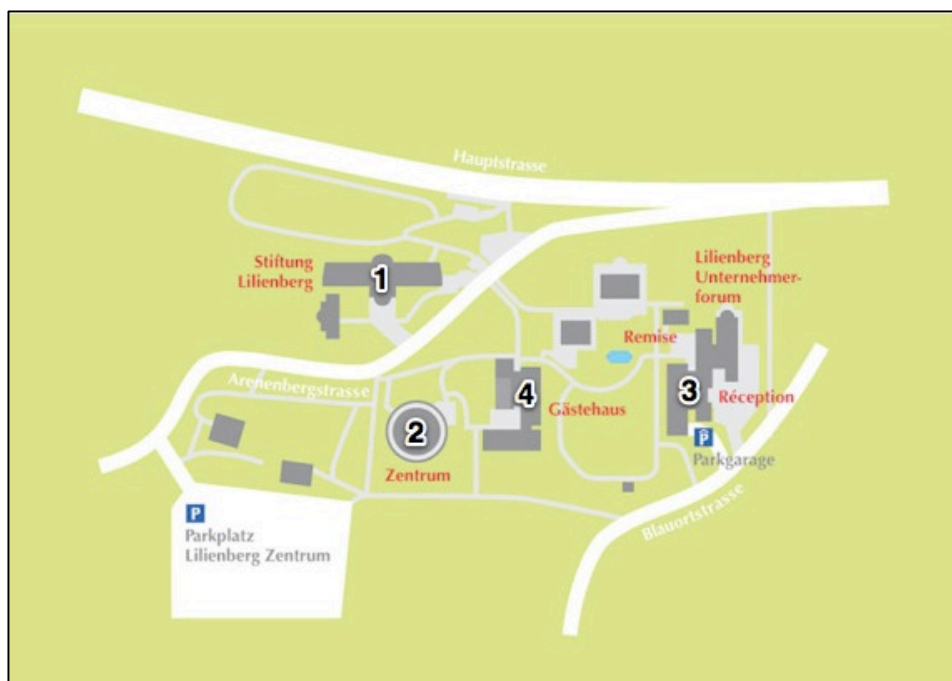 Hauptstrasse
Stiftung
Lilienberg
1
Lilienberg
Unternehmer-
forum
Remise
Arenenbergstrasse
4
Gästehaus
3
Réception
2
Zentrum
P
Parkgarage
Blauortstrasse
P
Parkplatz
Lilienberg Zentrum